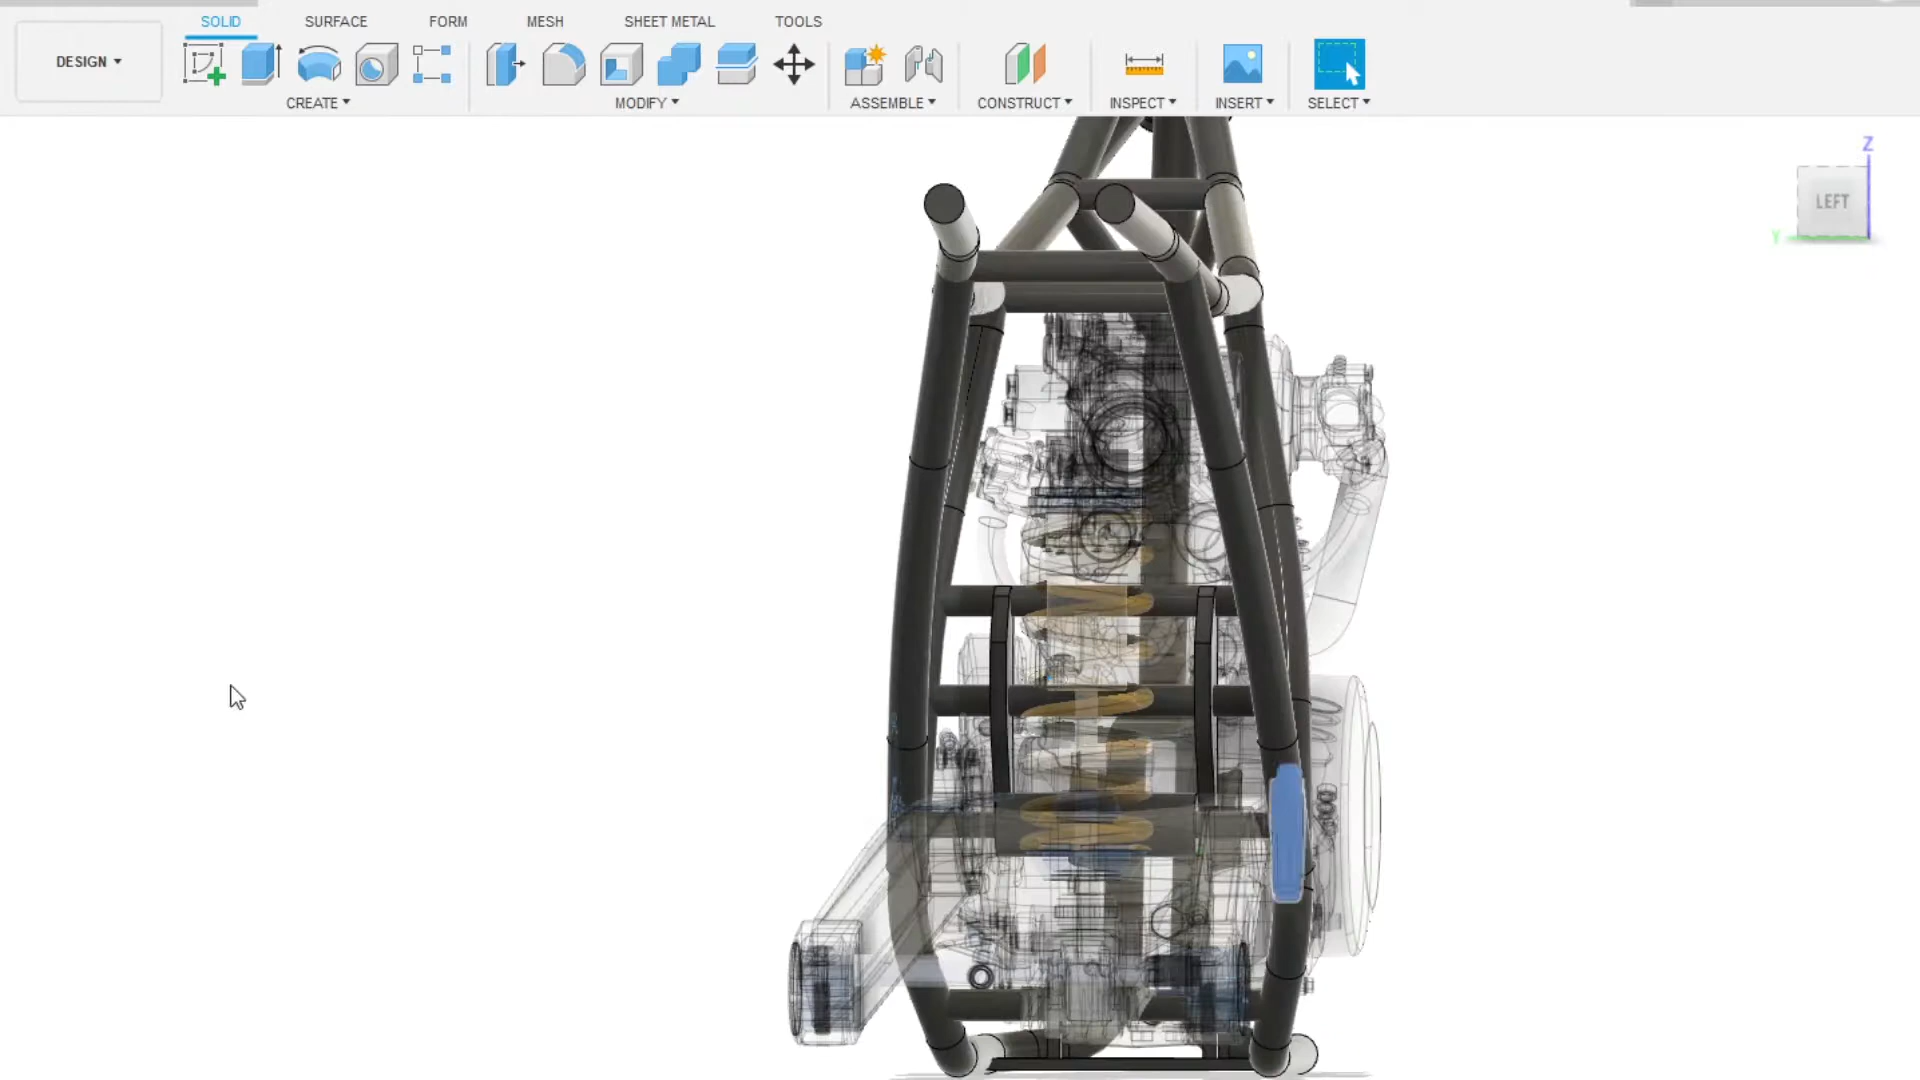 SOLID SURFACE FORM MESH SHEET METAL TOOLS
DESIGN
CREATE MODIFY ASSEMBLE CONSTRUCT INSPECT INSERT SELECT
Z
LEFT
Y